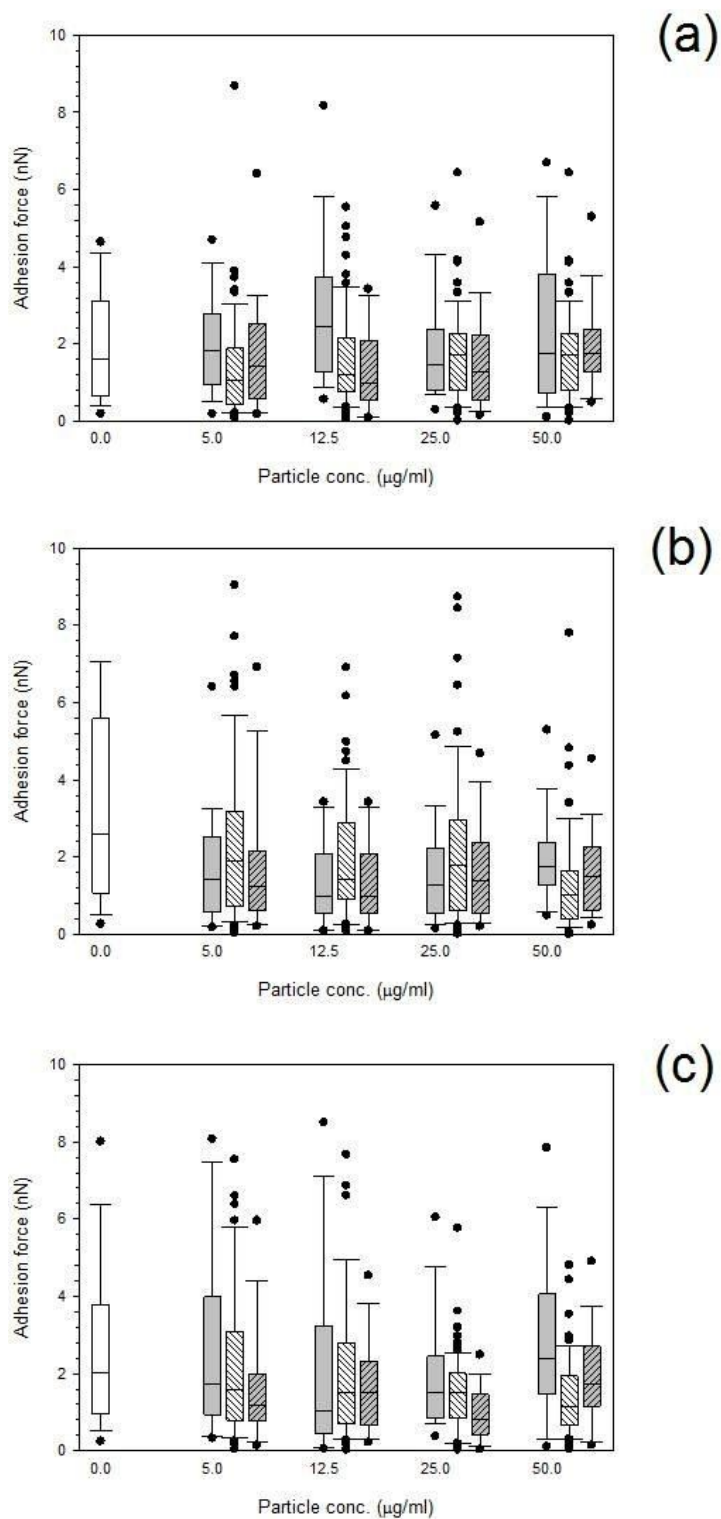 (a)
10
8
6
4
2
0
Adhesion force (nN)
0.0 5.0 12.5 25.0 50.0
Particle conc. (μg/ml)
(b)
10
8
6
4
2
0
Adhesion force (nN)
0.0 5.0 12.5 25.0 50.0
Particle conc. (μg/ml)
(c)
10
8
6
4
2
0
Adhesion force (nN)
0.0 5.0 12.5 25.0 50.0
Particle conc. (μg/ml)